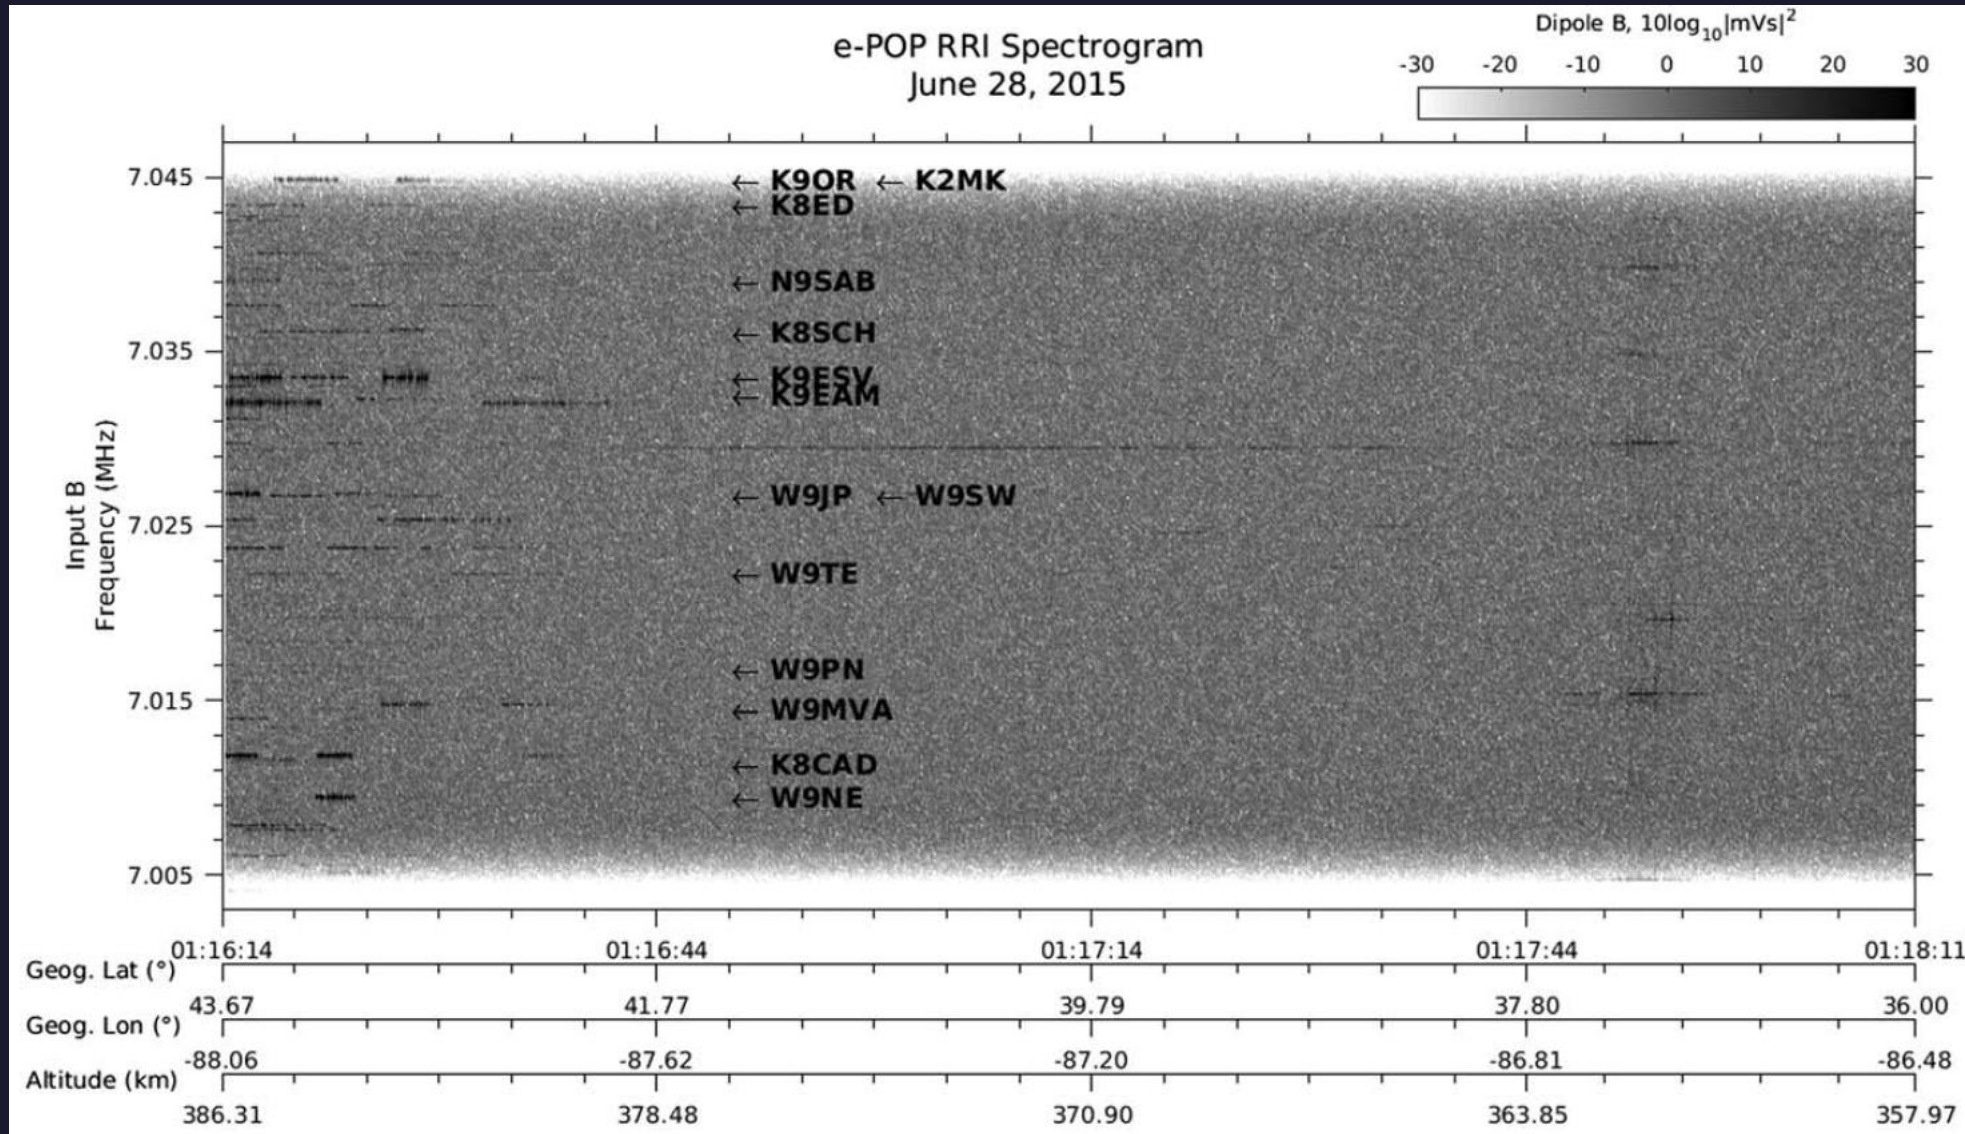 e-POP RRI Spectrogram
June 28, 2015
Dipole B, 10log10|mVs|2
-30 -20 -10 0 10 20 30
Input B
Frequency (MHz)
7.045
7.035
7.025
7.015
7.005
← K9OR ← K2MK
← K8ED
← N9SAB
← K8SCH
← K9ESV
← K9EAM
← W9JP ← W9SW
← W9TE
← W9PN
← W9MVA
← K8CAD
← W9NE
01:16:14 01:16:44 01:17:14 01:17:44 01:18:11
Geog. Lat (°)
43.67 41.77 39.79 37.80 36.00
Geog. Lon (°)
-88.06 -87.62 -87.20 -86.81 -86.48
Altitude (km)
386.31 378.48 370.90 363.85 357.97